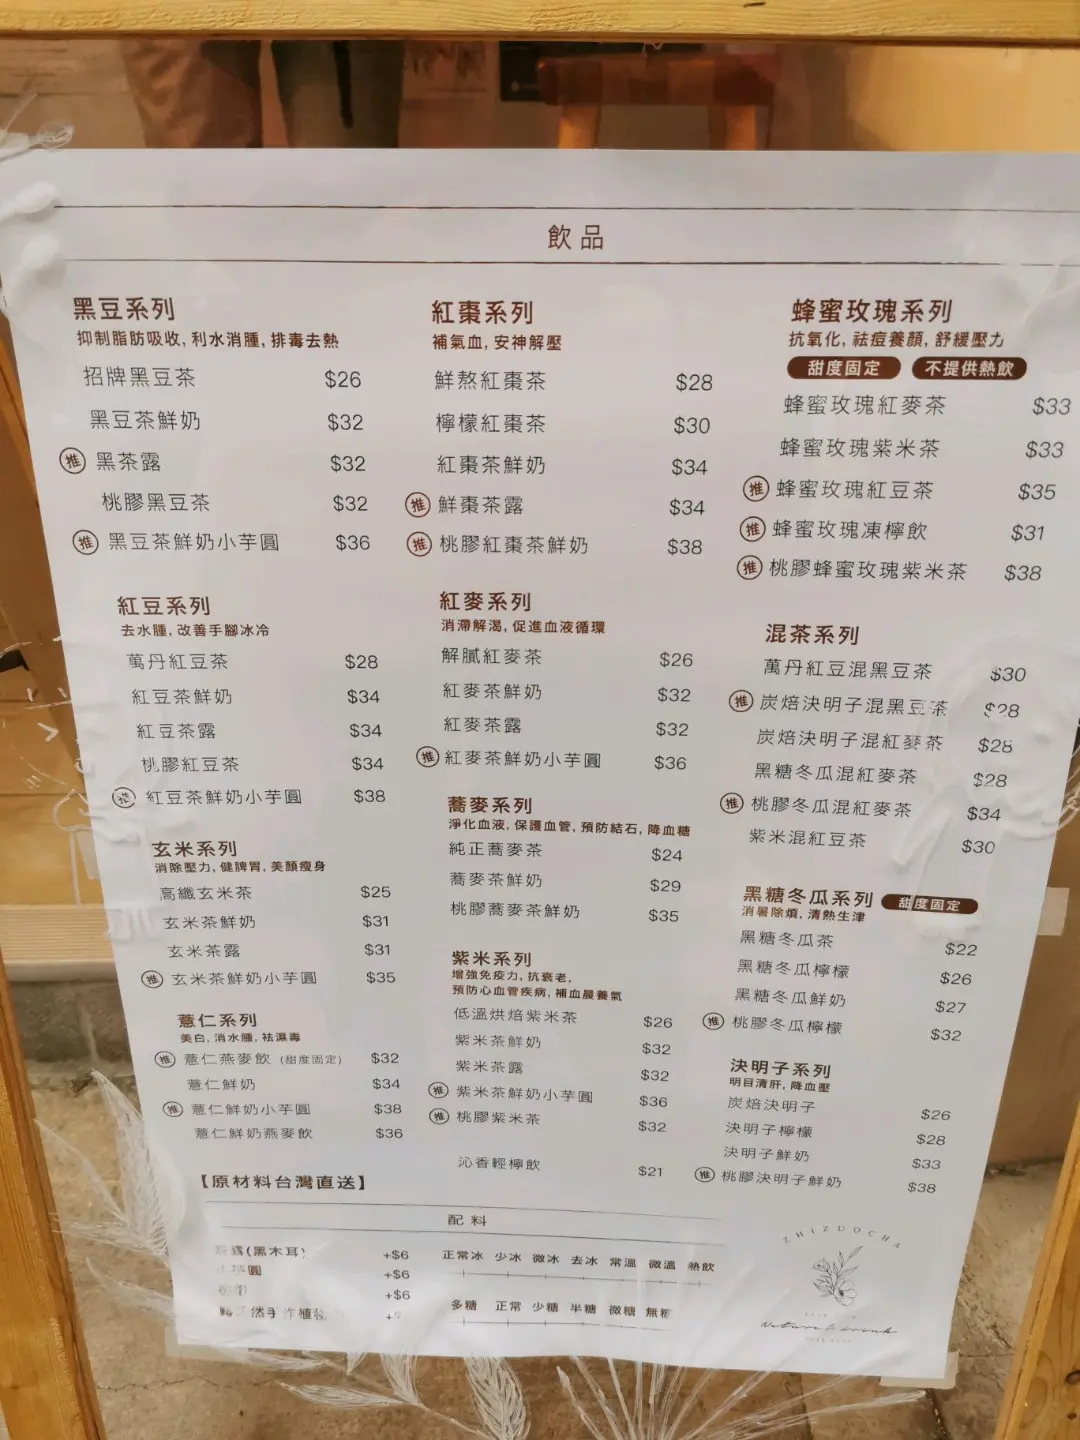 飲品
黑豆系列
抑制脂肪吸收, 利水消腫, 排毒去熱
招牌黑豆茶 $26
黑豆茶鮮奶 $32
推 黑茶露 $32
桃膠黑豆茶 $32
推 黑豆茶鮮奶小芋圓 $36
紅豆系列
去水腫, 改善手腳冰冷
萬丹紅豆茶 $28
紅豆茶鮮奶 $34
紅豆茶露 $34
桃膠紅豆茶 $34
推 紅豆茶鮮奶小芋圓 $38
玄米系列
消除壓力, 健脾胃, 美顏瘦身
高纖玄米茶 $25
玄米茶鮮奶 $31
玄米茶露 $31
推 玄米茶鮮奶小芋圓 $35
薏仁系列
美白, 消水腫, 祛濕毒
推 薏仁燕麥飲 (甜度固定) $32
薏仁鮮奶 $34
推 薏仁鮮奶小芋圓 $38
薏仁鮮奶燕麥飲 $36
【原材料台灣直送】
紅棗系列
補氣血, 安神解壓
鮮熬紅棗茶 $28
檸檬紅棗茶 $30
紅棗茶鮮奶 $34
推 鮮棗茶露 $34
推 桃膠紅棗茶鮮奶 $38
紅麥系列
消滯解渴, 促進血液循環
解膩紅麥茶 $26
紅麥茶鮮奶 $32
紅麥茶露 $32
推 紅麥茶鮮奶小芋圓 $36
蕎麥系列
淨化血液, 保護血管, 預防結石, 降血糖
純正蕎麥茶 $24
蕎麥茶鮮奶 $29
桃膠蕎麥茶鮮奶 $35
紫米系列
增強免疫力, 抗衰老,
預防心血管疾病, 補血晨養氣
低溫烘焙紫米茶 $26
紫米茶鮮奶 $32
紫米茶露 $32
推 紫米茶鮮奶小芋圓 $36
推 桃膠紫米茶 $32
沁香輕檸飲 $21
蜂蜜玫瑰系列
抗氧化, 祛痘養顏, 舒緩壓力
甜度固定 不提供熱飲
蜂蜜玫瑰紅麥茶 $33
蜂蜜玫瑰紫米茶 $33
推 蜂蜜玫瑰紅豆茶 $35
推 蜂蜜玫瑰凍檸飲 $31
推 桃膠蜂蜜玫瑰紫米茶 $38
混茶系列
萬丹紅豆混黑豆茶 $30
推 炭焙決明子混黑豆茶 $28
炭焙決明子混紅麥茶 $28
黑糖冬瓜混紅麥茶 $28
推 桃膠冬瓜混紅麥茶 $34
紫米混紅豆茶 $30
黑糖冬瓜系列 甜度固定
消暑除煩, 清熱生津
黑糖冬瓜茶 $22
黑糖冬瓜檸檬 $26
黑糖冬瓜鮮奶 $27
推 桃膠冬瓜檸檬 $32
決明子系列
明目清肝, 降血壓
炭焙決明子 $26
決明子檸檬 $28
決明子鮮奶 $33
推 桃膠決明子鮮奶 $38
配料
露(黑木耳) +$6
圓 +$6
+$6
正常冰 少冰 微冰 去冰 常溫 微溫 熱飲
多糖 正常 少糖 半糖 微糖 無糖
ZHIZUOCHA